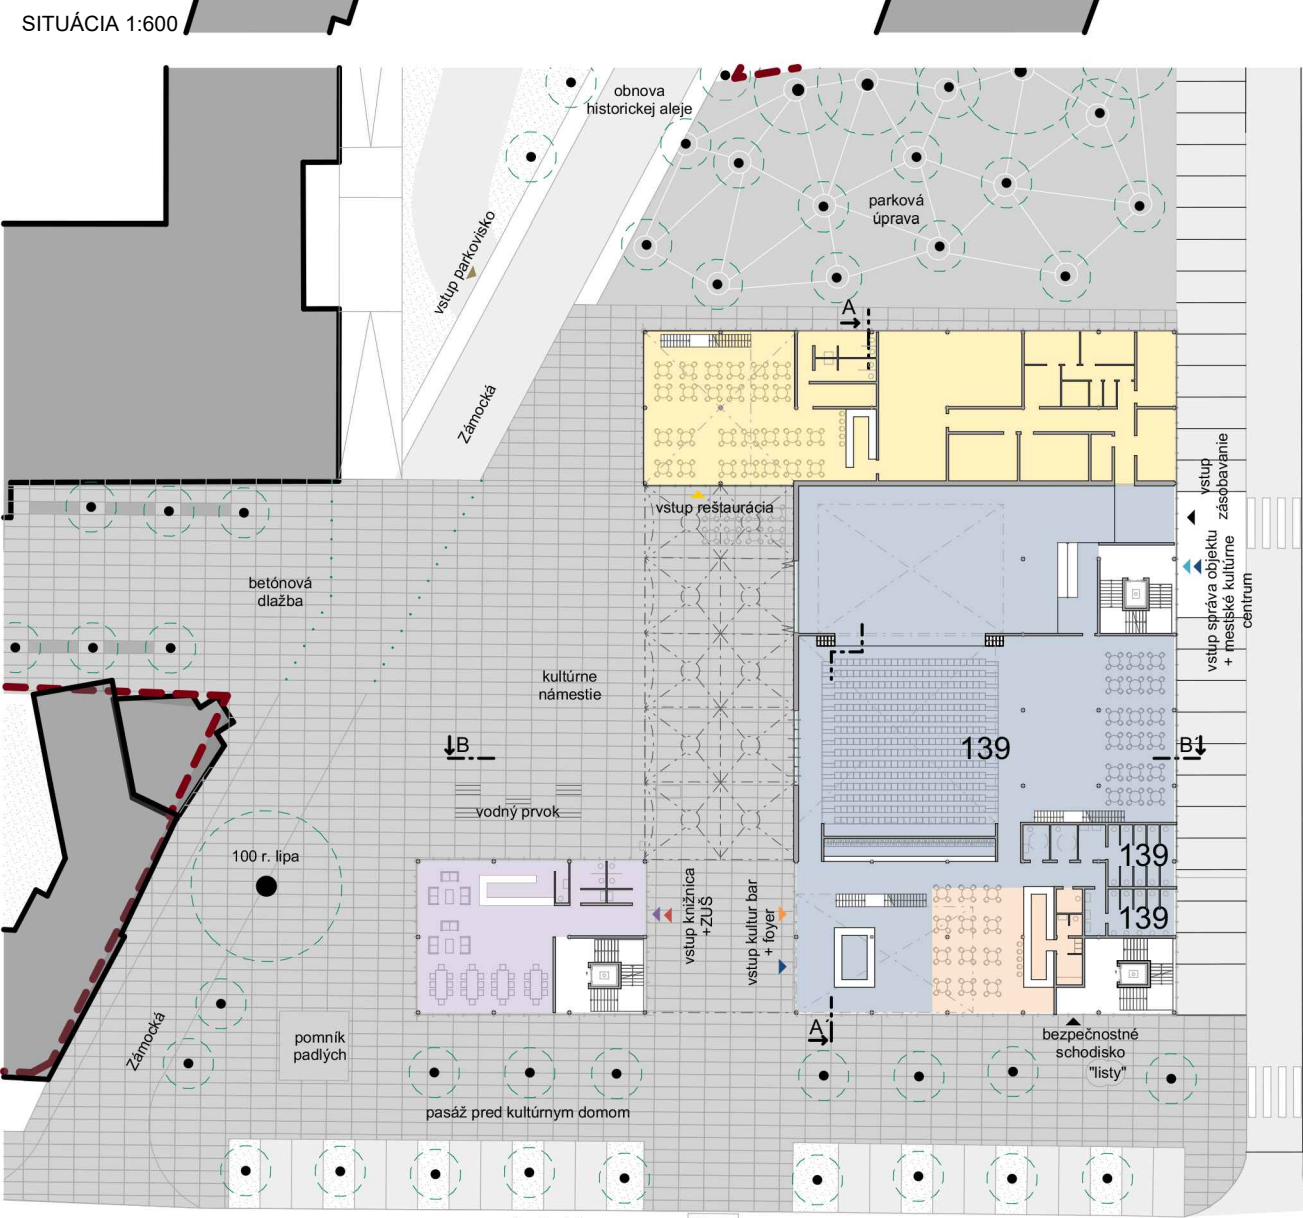 SITUÁCIA 1:600
obnova
historickej aleje
parková
úprava
vstup parkovisko
A
Zámocká
vstup
zásobavanie
vstup reštaurácia
vstup správa objektu
+ mestské kultúrne
centrum
betónová
dlažba
kultúrne
námestie
B
139
B´
vodný prvok
100 r. lipa
139
139
vstup knižnica
+ZUŠ
vstup kultur bar
+ foyer
Zámocká
pomník
padlých
A´
bezpečnostné
schodisko
"listy"
pasáž pred kultúrnym domom